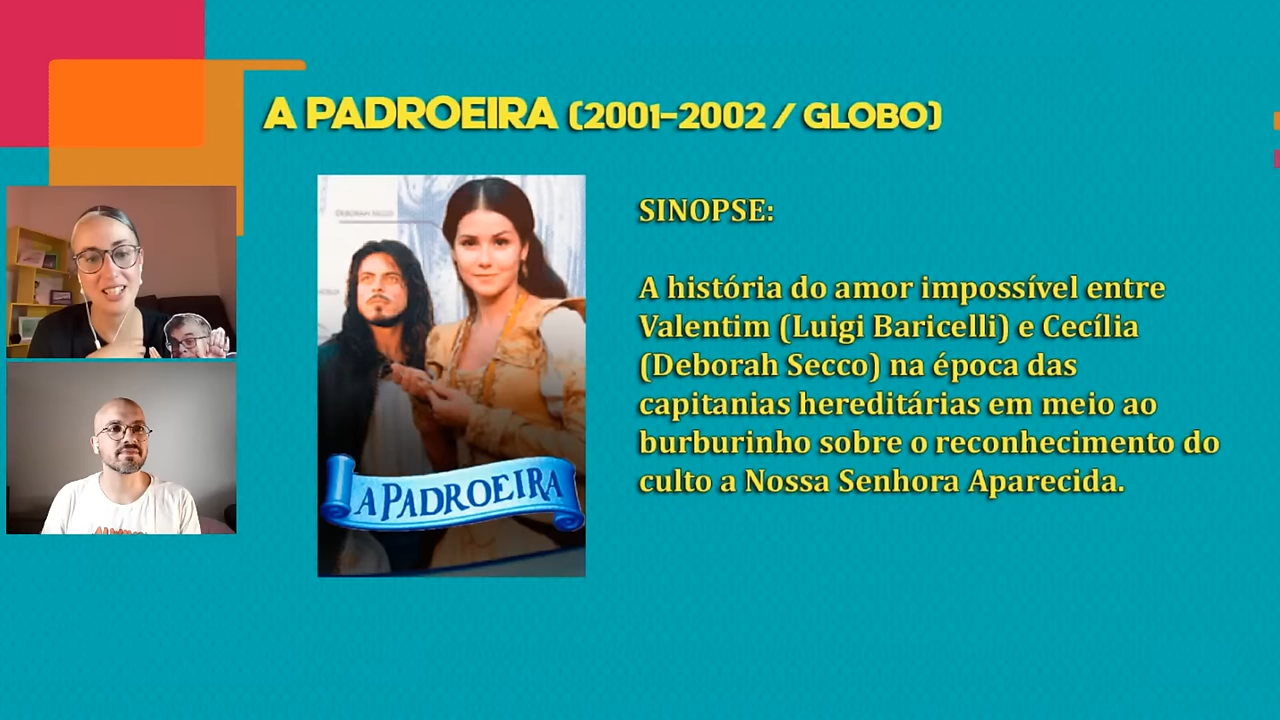 A PADROEIRA (2001-2002 / GLOBO)
DEBORAH SECCO
A PADROEIRA
SINOPSE:
A história do amor impossível entre
Valentim (Luigi Baricelli) e Cecília
(Deborah Secco) na época das
capitanias hereditárias em meio ao
burburinho sobre o reconhecimento do
culto a Nossa Senhora Aparecida.